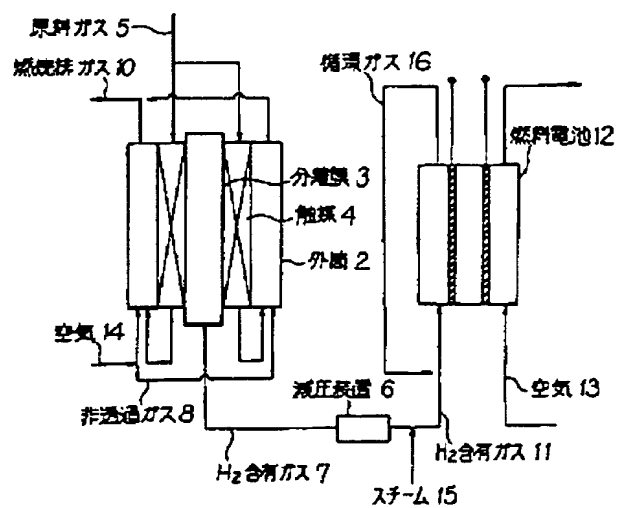 原料ガス 5
燃焼排ガス 10
循環ガス 16
燃料電池 12
分離膜 3
触媒 4
外筒 2
空気 14
減圧装置 6
空気 13
非透過ガス 8
H2含有ガス 7
H2含有ガス 11
スチーム 15